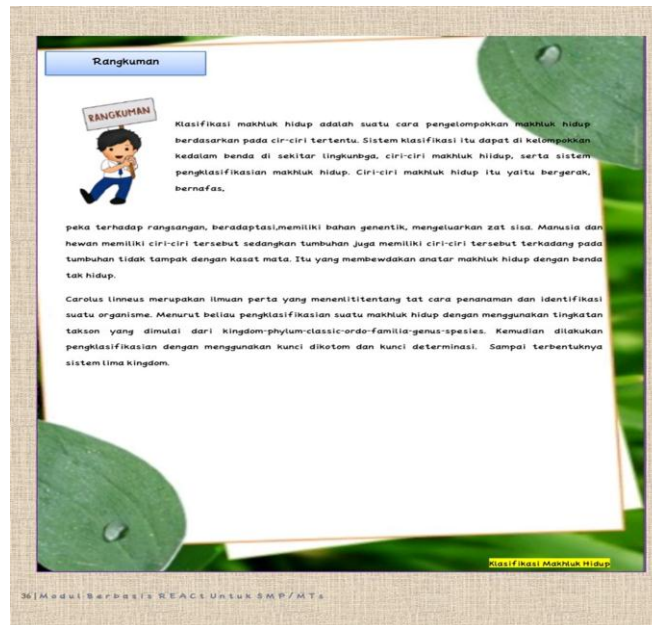 Rangkuman
RANGKUMAN
Klasifikasi makhluk hidup adalah suatu cara pengelompokkan makhluk hidup
berdasarkan pada cir-ciri tertentu. Sistem klasifikasi itu dapat di kelompokkan
kedalam benda di sekitar lingkunbga, ciri-ciri makhluk hiidup, serta sistem
pengklasifikasian makhluk hidup. Ciri-ciri makhluk hidup itu yaitu bergerak,
bernafas,
peka terhadap rangsangan, beradaptasi,memiliki bahan genentik, mengeluarkan zat sisa. Manusia dan
hewan memiliki ciri-ciri tersebut sedangkan tumbuhan juga memiliki ciri-ciri tersebut terkadang pada
tumbuhan tidak tampak dengan kasat mata. Itu yang membewdakan anatar makhluk hidup dengan benda
tak hidup.
Carolus linneus merupakan ilmuan perta yang menenlititentang tat cara penanaman dan identifikasi
suatu organisme. Menurut beliau pengklasifikasian suatu makhluk hidup dengan menggunakan tingkatan
takson yang dimulai dari kingdom-phylum-classic-ordo-familia-genus-spesies. Kemudian dilakukan
pengklasifikasian dengan menggunakan kunci dikotom dan kunci determinasi. Sampai terbentuknya
sistem lima kingdom.
Klasifikasi Makhluk Hidup
36|Modul Berbasis REACt Untuk SMP/MTs